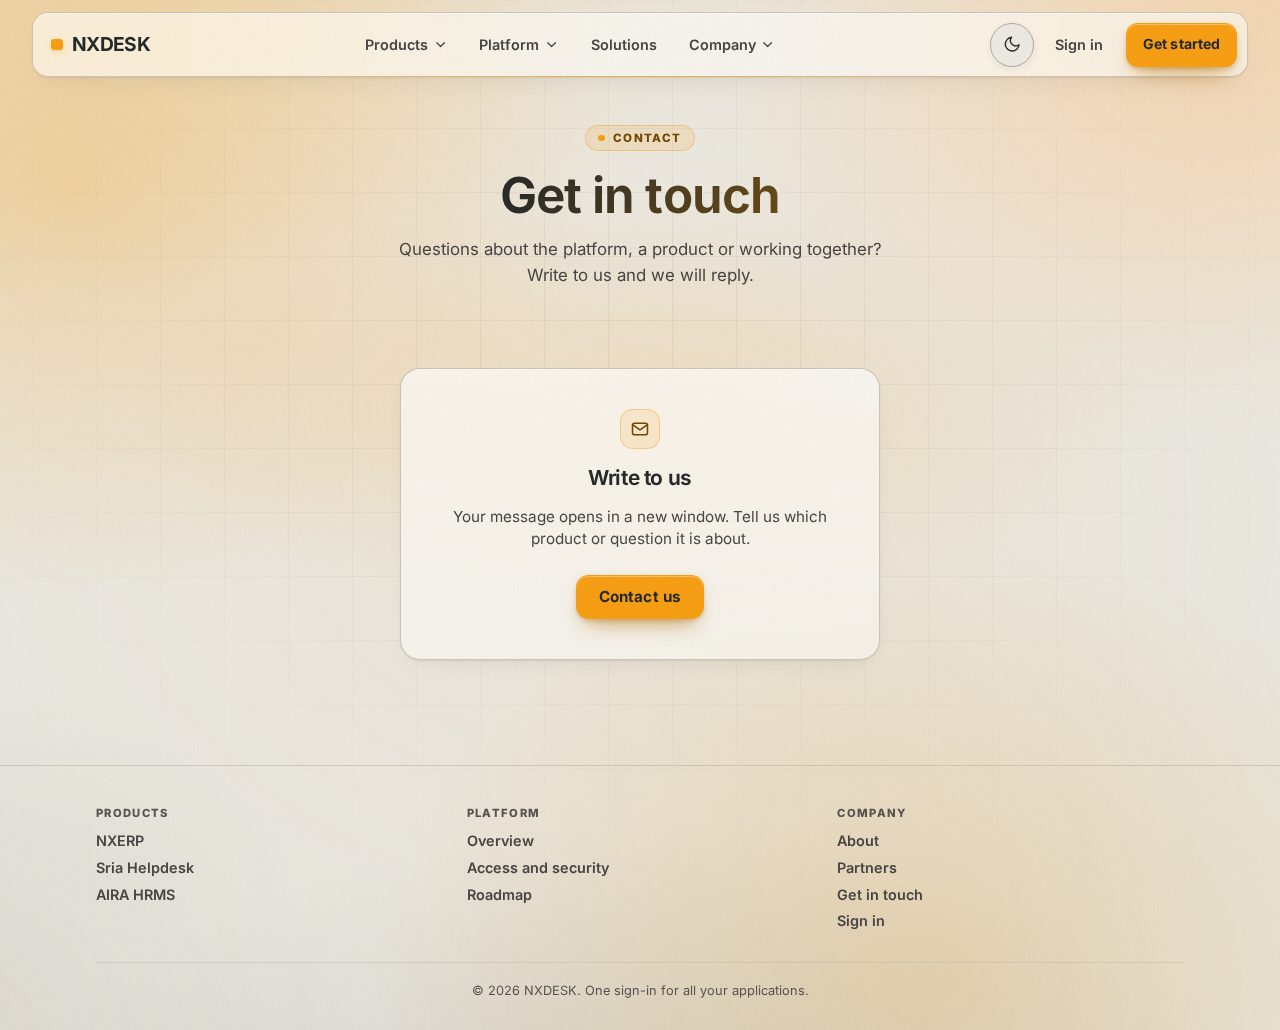 NXDESK
Products
Platform
Solutions
Company
Sign in
Get started
CONTACT
Get in touch
Questions about the platform, a product or working together?
Write to us and we will reply.
Write to us
Your message opens in a new window. Tell us which
product or question it is about.
Contact us
PRODUCTS
NXERP
Sria Helpdesk
AIRA HRMS
PLATFORM
Overview
Access and security
Roadmap
COMPANY
About
Partners
Get in touch
Sign in
© 2026 NXDESK. One sign-in for all your applications.